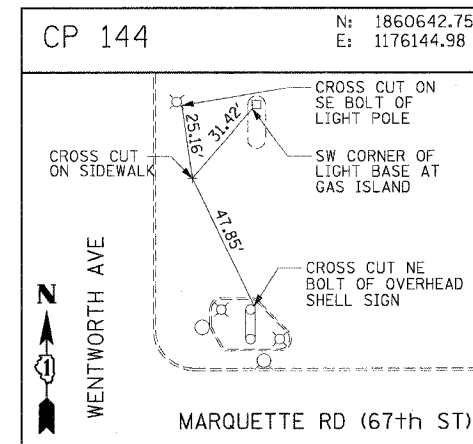 CP 144
N: 1860642.75
E: 1176144.98
CROSS CUT ON
SE BOLT OF
LIGHT POLE
25.16'
31.42'
CROSS CUT
ON SIDEWALK
SW CORNER OF
LIGHT BASE AT
GAS ISLAND
47.85'
CROSS CUT NE
BOLT OF OVERHEAD
SHELL SIGN
WENTWORTH AVE
N
1
MARQUETTE RD (67th ST)